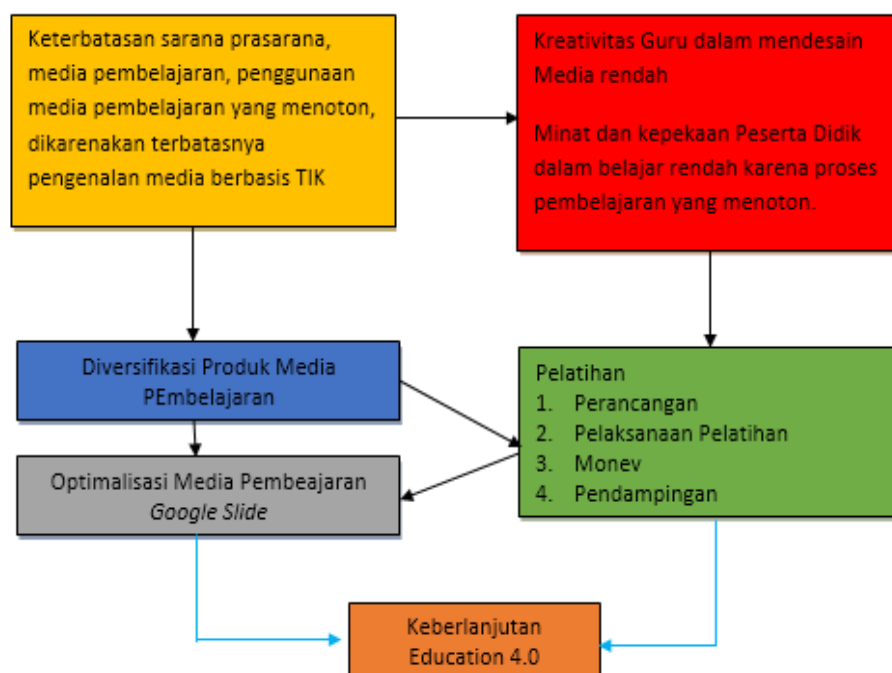 Keterbatasan sarana prasarana,
media pembelajaran, penggunaan
media pembelajaran yang menoton,
dikarenakan terbatasnya
pengenalan media berbasis TIK
Kreativitas Guru dalam mendesain
Media rendah
Minat dan kepekaan Peserta Didik
dalam belajar rendah karena proses
pembelajaran yang menoton.
Diversifikasi Produk Media
PEmbelajaran
Pelatihan
1. Perancangan
2. Pelaksanaan Pelatihan
3. Monev
4. Pendampingan
Optimalisasi Media Pembeajaran
Google Slide
Keberlanjutan
Education 4.0